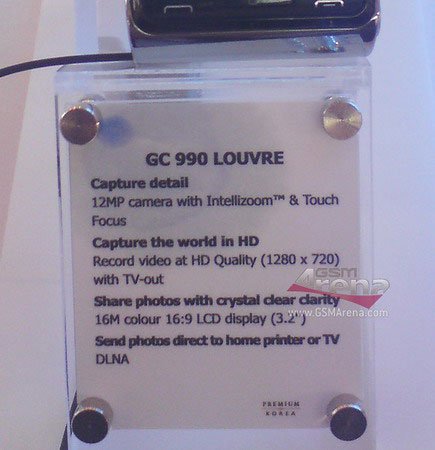 GC 990 LOUVRE
Capture detail
12MP camera with Intellizoom™ & Touch
Focus
Capture the world in HD
Record video at HD Quality (1280 x 720)
with TV-out
Share photos with crystal clear clarity
16M colour 16:9 LCD display (3.2")
Send photos direct to home printer or TV
DLNA
GSM
Arena
www.GSMArena.com
PREMIUM
KOREA